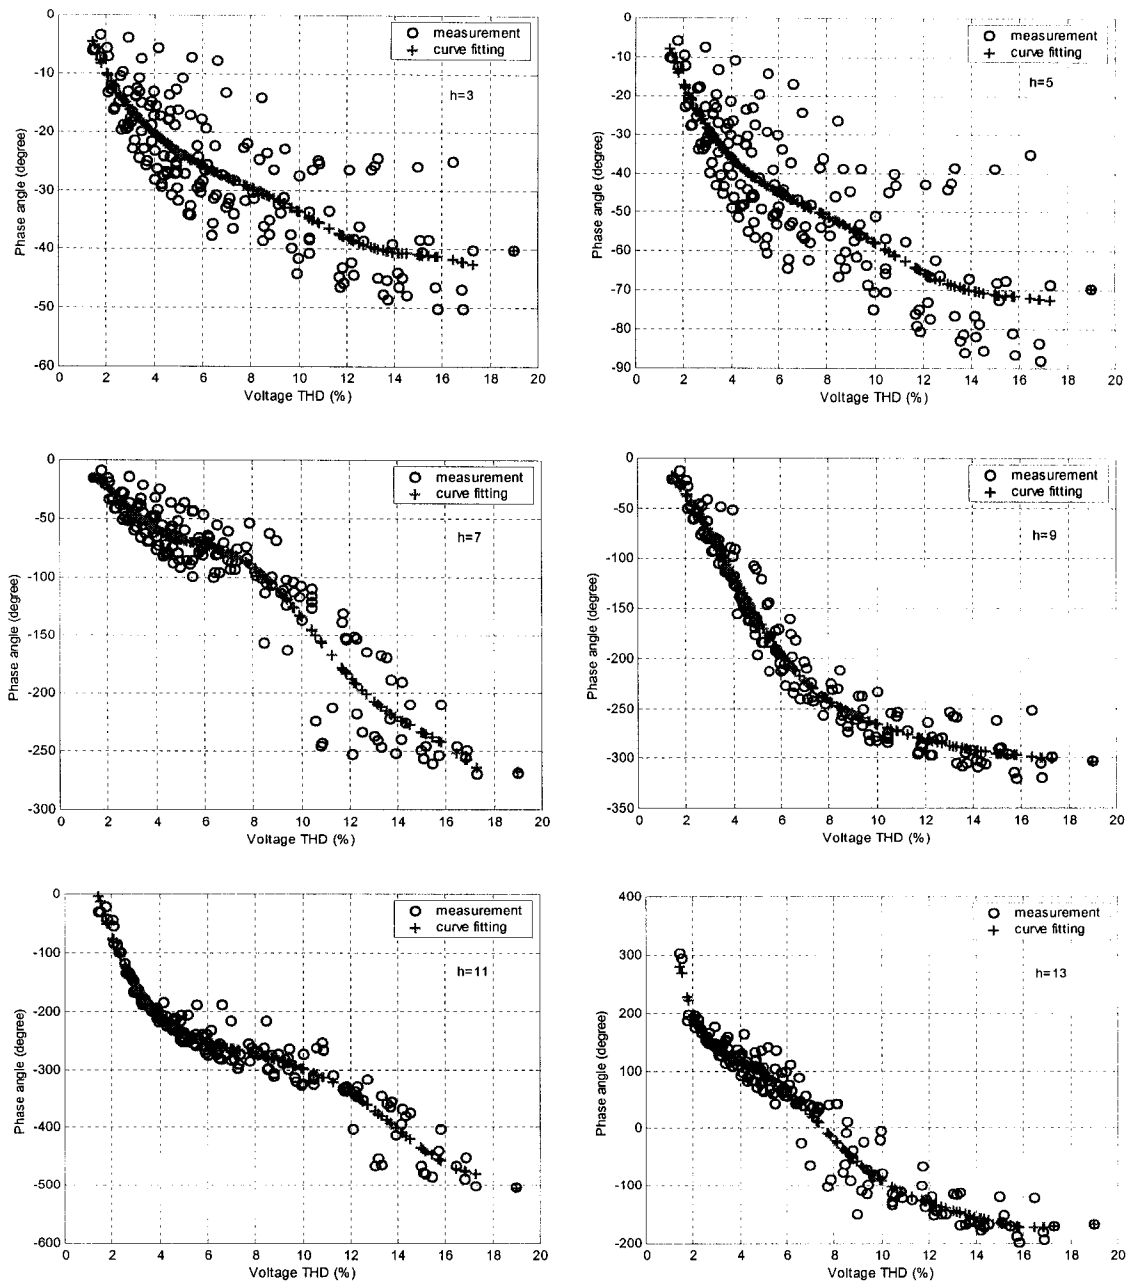 0
-10
-20
-30
-40
-50
-60
Phase angle (degree)
measurement
curve fitting
h=3
0 2 4 6 8 10 12 14 16 18 20
Voltage THD (%)
0
-10
-20
-30
-40
-50
-60
-70
-80
-90
Phase angle (degree)
measurement
curve fitting
h=5
0 2 4 6 8 10 12 14 16 18 20
Voltage THD (%)
0
-50
-100
-150
-200
-250
-300
Phase angle (degree)
measurement
curve fitting
h=7
0 2 4 6 8 10 12 14 16 18 20
Voltage THD (%)
0
-50
-100
-150
-200
-250
-300
-350
Phase angle (degree)
measurement
curve fitting
h=9
0 2 4 6 8 10 12 14 16 18 20
Voltage THD (%)
0
-100
-200
-300
-400
-500
-600
Phase angle (degree)
measurement
curve fitting
h=11
0 2 4 6 8 10 12 14 16 18 20
Voltage THD (%)
400
300
200
100
0
-100
-200
Phase angle (degree)
measurement
curve fitting
h=13
0 2 4 6 8 10 12 14 16 18 20
Voltage THD (%)